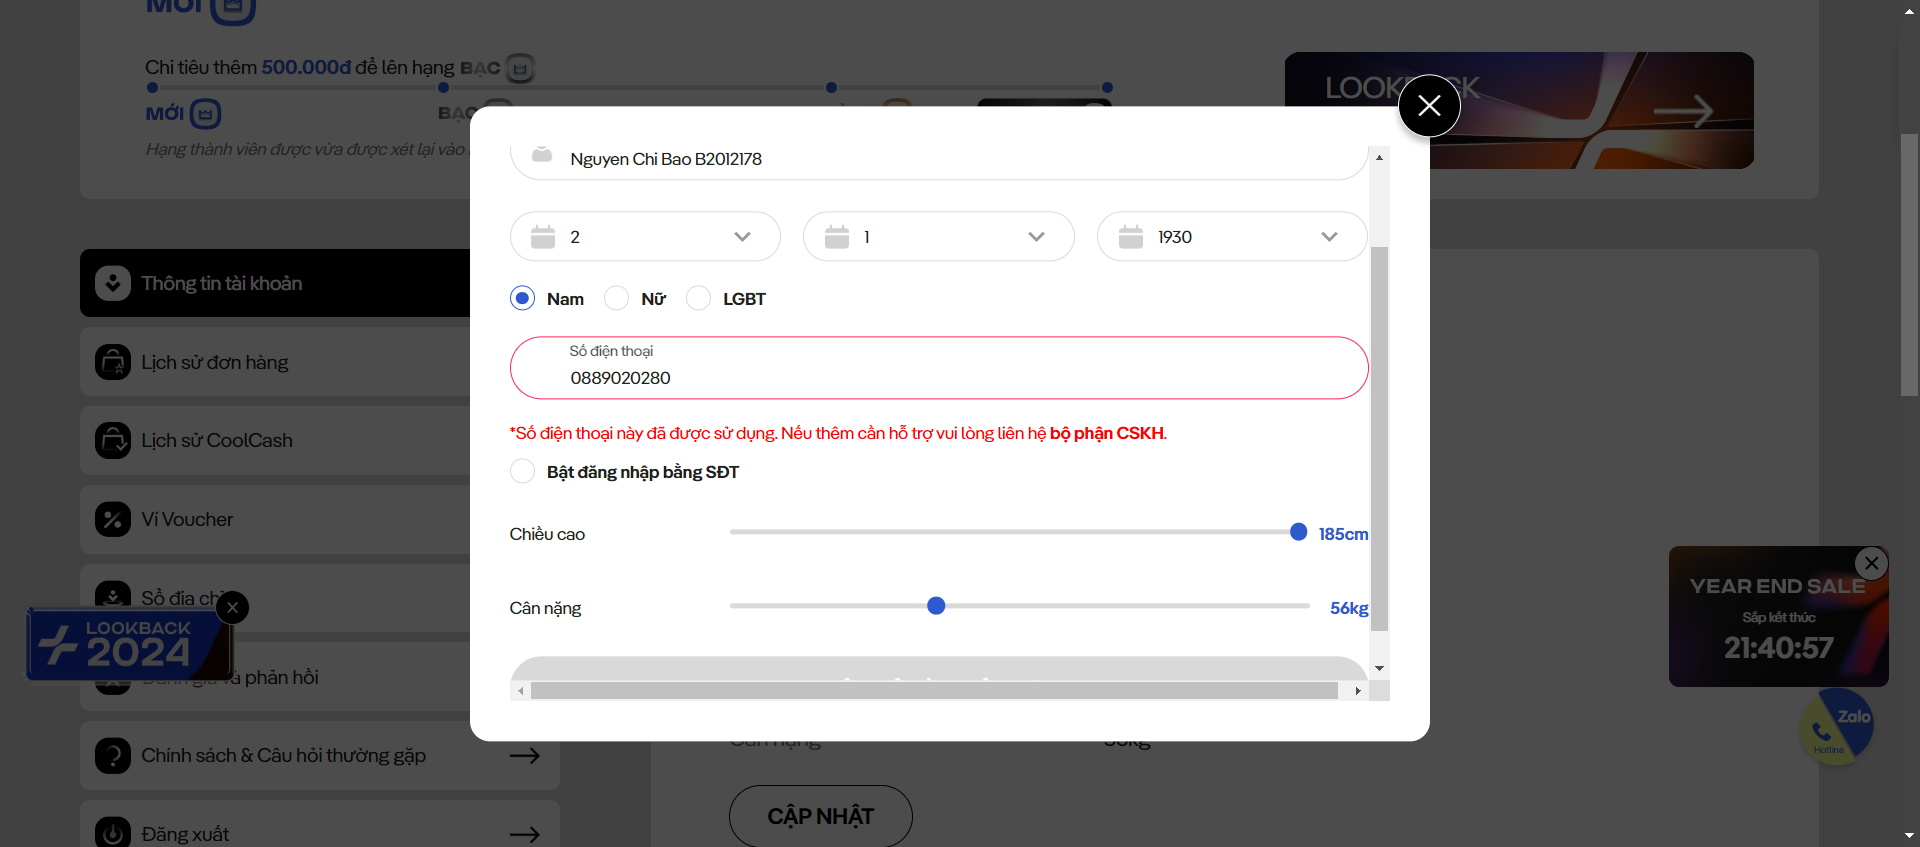 MỚI
Chi tiêu thêm 500.000đ để lên hạng BẠC
MỚI
BẠC
Hạng thành viên được vừa được xét lại vào
LOOKBACK
Nguyen Chi Bao B2012178
2
1
1930
Nam
Nữ
LGBT
Số điện thoại
0889020280
*Số điện thoại này đã được sử dụng. Nếu thêm cần hỗ trợ vui lòng liên hệ bộ phận CSKH.
Bật đăng nhập bằng SĐT
Chiều cao
185cm
Cân nặng
56kg
Thông tin tài khoản
Lịch sử đơn hàng
Lịch sử CoolCash
Ví Voucher
Sổ địa chỉ
LOOKBACK
2024
Đánh giá và phản hồi
Chính sách & Câu hỏi thường gặp
Đăng xuất
Cân nặng
56kg
CẬP NHẬT
YEAR END SALE
Sắp kết thúc
21:40:57
Zalo
Hotline